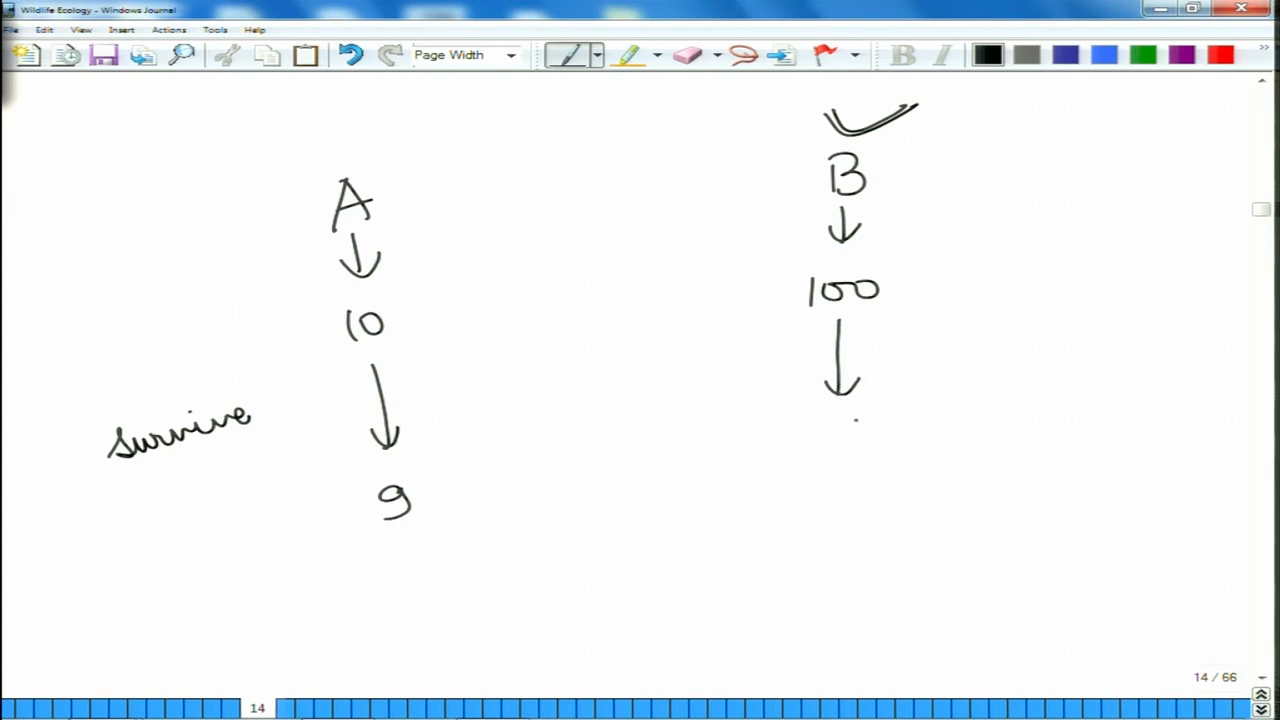 Wildlife Ecology - Windows Journal
File Edit View Insert Actions Tools Help
Page Width
B I
A
B
10
100
survive
9
14 / 66
14